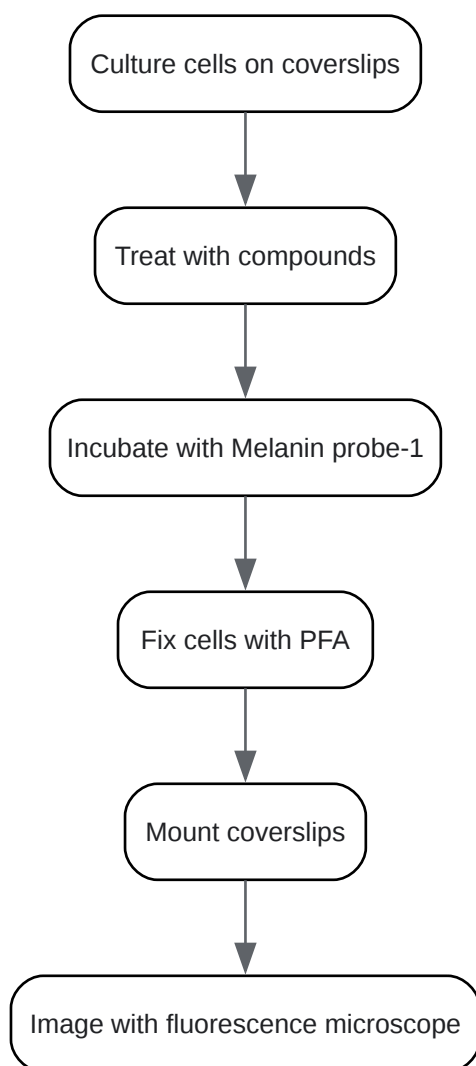 Culture cells on coverslips
Treat with compounds
Incubate with Melanin probe-1
Fix cells with PFA
Mount coverslips
Image with fluorescence microscope